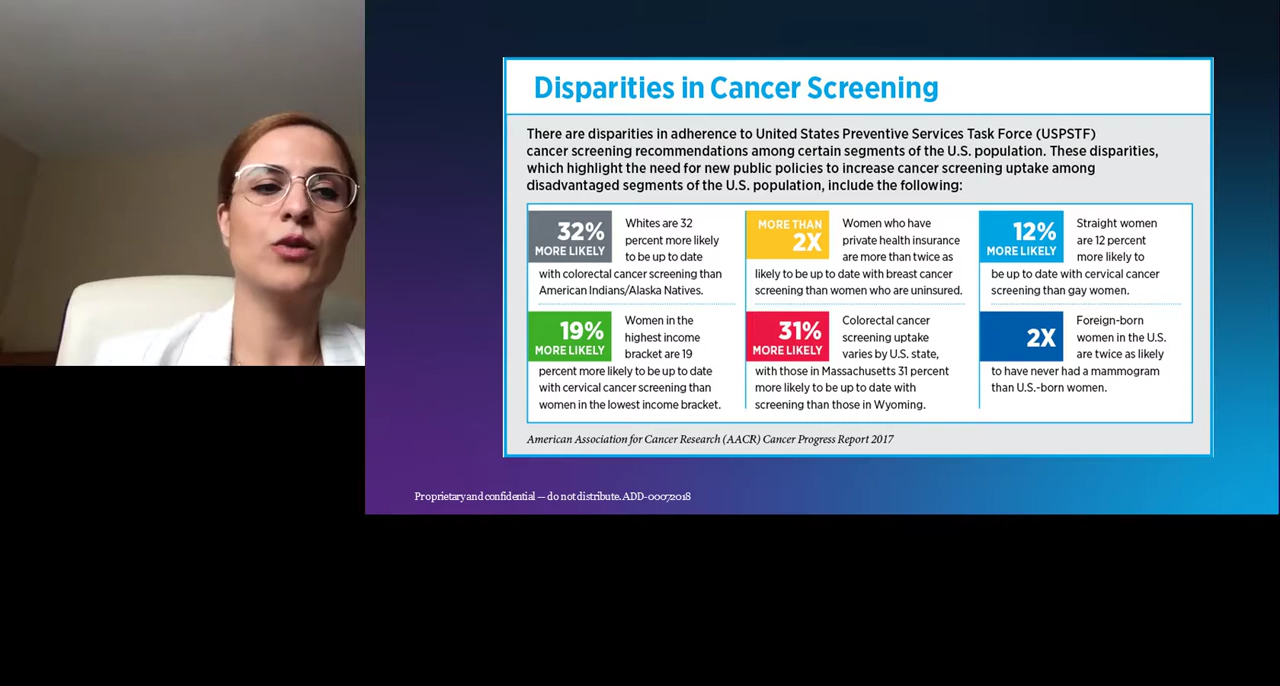 Disparities in Cancer Screening
There are disparities in adherence to United States Preventive Services Task Force (USPSTF)
cancer screening recommendations among certain segments of the U.S. population. These disparities,
which highlight the need for new public policies to increase cancer screening uptake among
disadvantaged segments of the U.S. population, include the following:
32%
MORE LIKELY
Whites are 32
percent more likely
to be up to date
with colorectal cancer screening than
American Indians/Alaska Natives.
MORE THAN
2X
Women who have
private health insurance
are more than twice as
likely to be up to date with breast cancer
screening than women who are uninsured.
12%
MORE LIKELY
Straight women
are 12 percent
more likely to
be up to date with cervical cancer
screening than gay women.
19%
MORE LIKELY
Women in the
highest income
bracket are 19
percent more likely to be up to date
with cervical cancer screening than
women in the lowest income bracket.
31%
MORE LIKELY
Colorectal cancer
screening uptake
varies by U.S. state,
with those in Massachusetts 31 percent
more likely to be up to date with
screening than those in Wyoming.
2X
Foreign-born
women in the U.S.
are twice as likely
to have never had a mammogram
than U.S.-born women.
American Association for Cancer Research (AACR) Cancer Progress Report 2017
Proprietary and confidential — do not distribute. ADD-00072018